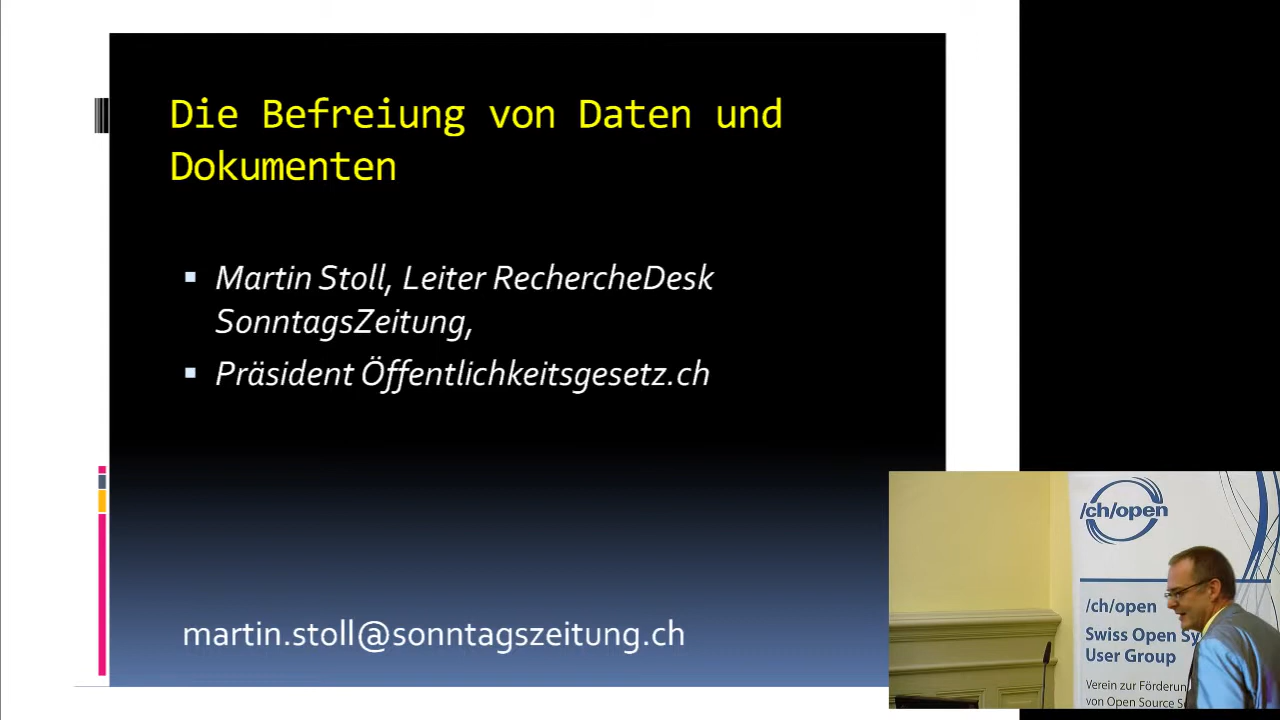 Die Befreiung von Daten und
Dokumenten
Martin Stoll, Leiter RechercheDesk
SonntagsZeitung,
Präsident Öffentlichkeitsgesetz.ch
martin.stoll@sonntagszeitung.ch
/ch/open
/ch/open
Swiss Open
User Group
Verein zur
von Open Source